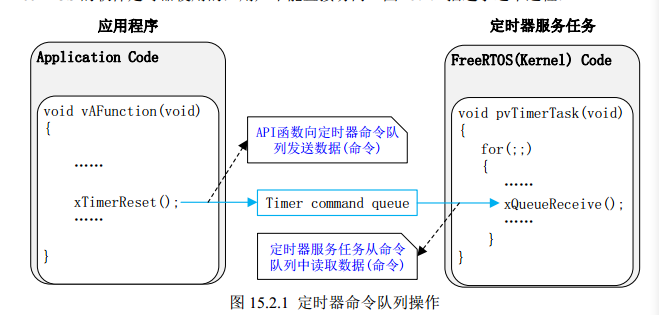 应用程序
定时器服务任务
Application Code
void vAFunction(void)
{
……
xTimerReset();
……
}
API函数向定时器命令队
列发送数据(命令)
Timer command queue
定时器服务任务从命令
队列中读取数据(命令)
FreeRTOS(Kernel) Code
void pvTimerTask(void)
{
for(;;)
{
……
xQueueReceive();
……
}
}
图 15.2.1 定时器命令队列操作